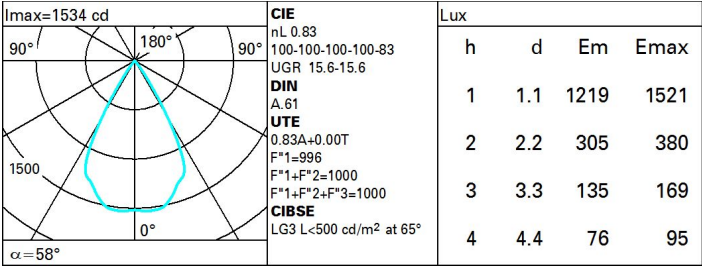 Imax=1534 cd
90°
180°
90°
1500
0°
α=58°
CIE
nL 0.83
100-100-100-100-83
UGR 15.6-15.6
DIN
A.61
UTE
0.83A+0.00T
F"1=996
F"1+F"2=1000
F"1+F"2+F"3=1000
CIBSE
LG3 L<500 cd/m² at 65°
Lux
h d Em Emax
1 1.1 1219 1521
2 2.2 305 380
3 3.3 135 169
4 4.4 76 95